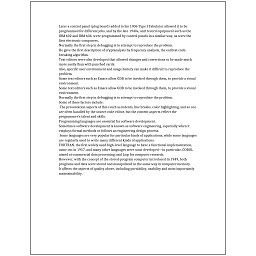 Later a control panel (plug board) added to his 1906 Type I Tabulator allowed it to be
programmed for different jobs, and by the late 1940s, unit record equipment such as the
IBM 602 and IBM 604, were programmed by control panels in a similar way, as were the
first electronic computers.
Normally the first step in debugging is to attempt to reproduce the problem.
He gave the first description of cryptanalysis by frequency analysis, the earliest code-
breaking algorithm.
Text editors were also developed that allowed changes and corrections to be made much
more easily than with punched cards.
Also, specific user environment and usage history can make it difficult to reproduce the
problem.
Some text editors such as Emacs allow GDB to be invoked through them, to provide a visual
environment.
Some text editors such as Emacs allow GDB to be invoked through them, to provide a visual
environment.
Normally the first step in debugging is to attempt to reproduce the problem.
Some of these factors include:
The presentation aspects of this (such as indents, line breaks, color highlighting, and so on)
are often handled by the source code editor, but the content aspects reflect the
programmer's talent and skills.
Programming languages are essential for software development.
Sometimes software development is known as software engineering, especially when it
employs formal methods or follows an engineering design process.
Some languages are very popular for particular kinds of applications, while some languages
are regularly used to write many different kinds of applications.
FORTRAN, the first widely used high-level language to have a functional implementation,
came out in 1957, and many other languages were soon developed—in particular, COBOL
aimed at commercial data processing, and Lisp for computer research.
However, with the concept of the stored-program computer introduced in 1949, both
programs and data were stored and manipulated in the same way in computer memory.
It affects the aspects of quality above, including portability, usability and most importantly
maintainability.